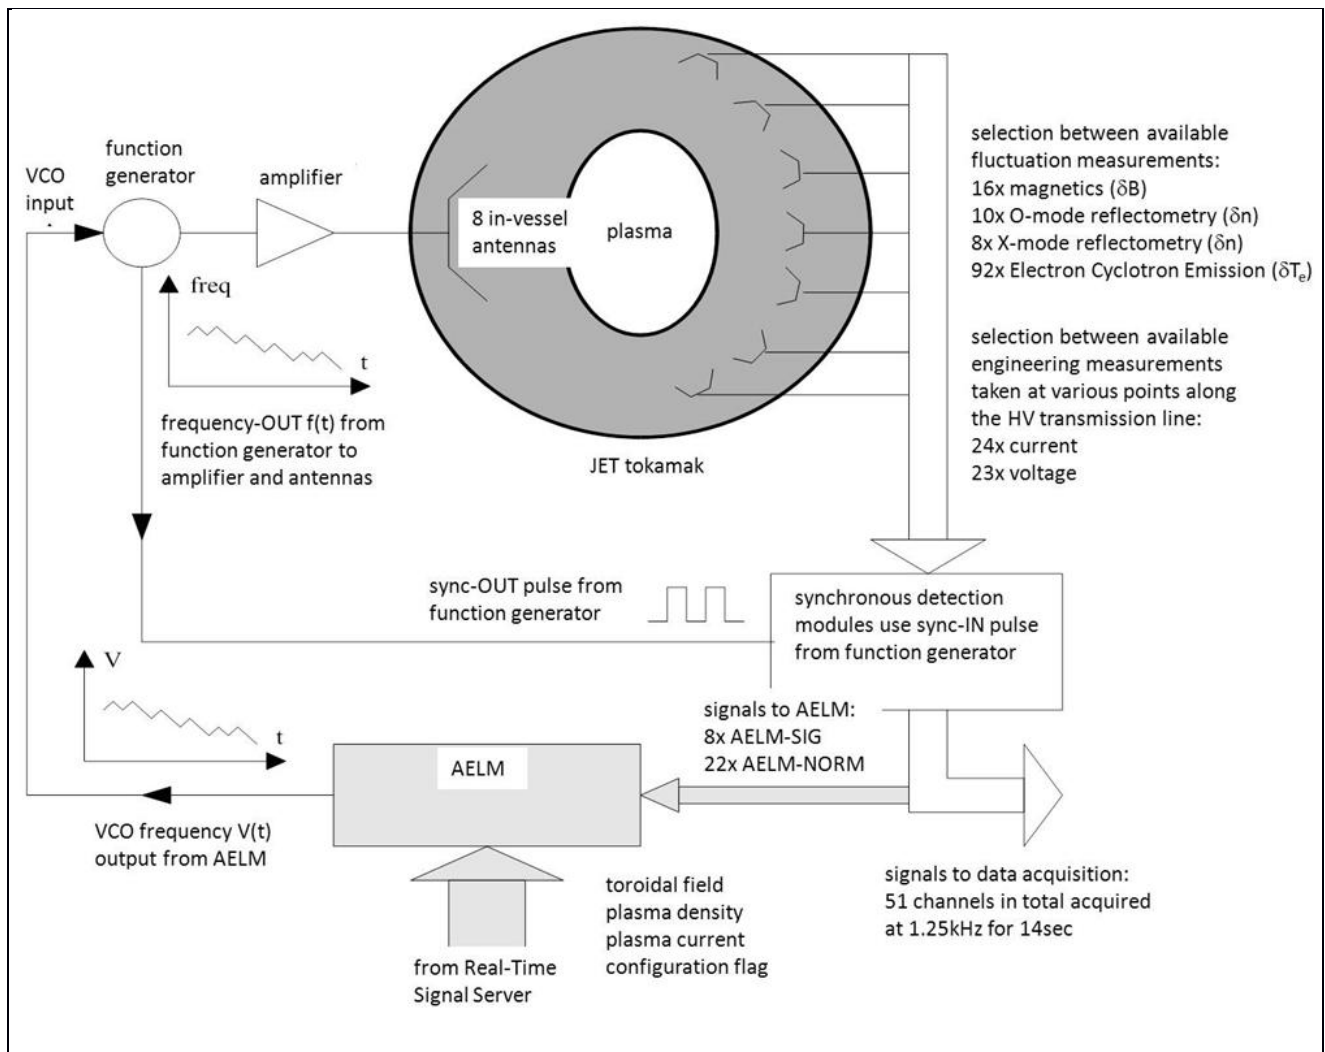 function
generator
VCO
input
amplifier
8 in-vessel
antennas
plasma
JET tokamak
freq
t
frequency-OUT f(t) from
function generator to
amplifier and antennas
selection between available
fluctuation measurements:
16x magnetics (δB)
10x O-mode reflectometry (δn)
8x X-mode reflectometry (δn)
92x Electron Cyclotron Emission (δTe)
selection between available
engineering measurements
taken at various points along
the HV transmission line:
24x current
23x voltage
sync-OUT pulse from
function generator
synchronous detection
modules use sync-IN pulse
from function generator
V
t
signals to AELM:
8x AELM-SIG
22x AELM-NORM
AELM
VCO frequency V(t)
output from AELM
from Real-Time
Signal Server
toroidal field
plasma density
plasma current
configuration flag
signals to data acquisition:
51 channels in total acquired
at 1.25kHz for 14sec